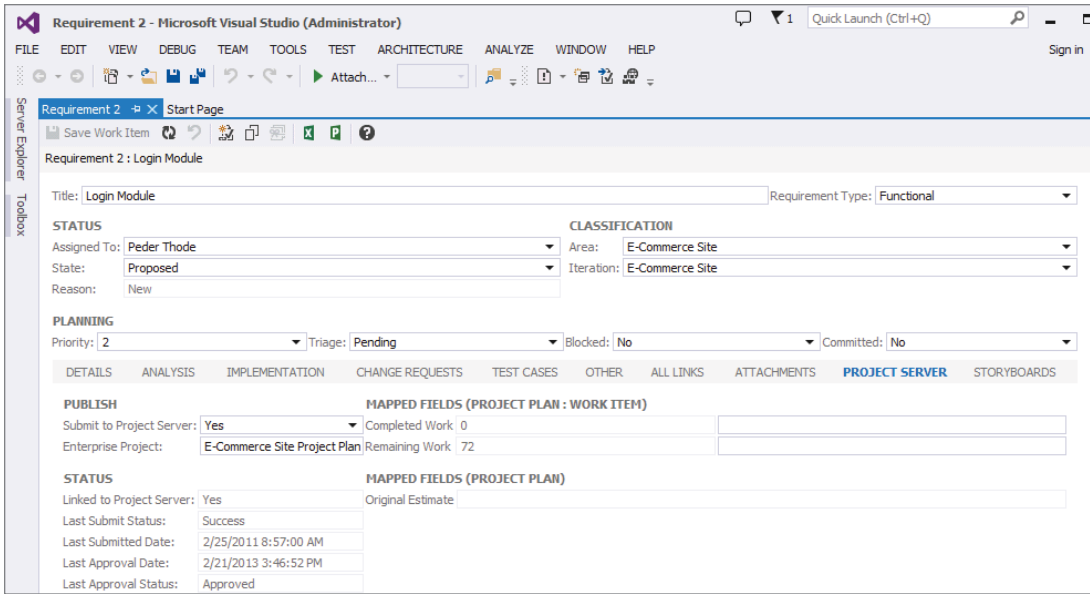 Requirement 2 - Microsoft Visual Studio (Administrator) 1 Quick Launch (Ctrl+Q)
FILE EDIT VIEW DEBUG TEAM TOOLS TEST ARCHITECTURE ANALYZE WINDOW HELP Sign in
Attach...
Server Explorer
Toolbox
Requirement 2 Start Page
Save Work Item
Requirement 2 : Login Module
Title: Login Module Requirement Type: Functional
STATUS CLASSIFICATION
Assigned To: Peder Thode Area: E-Commerce Site
State: Proposed Iteration: E-Commerce Site
Reason: New
PLANNING
Priority: 2 Triage: Pending Blocked: No Committed: No
DETAILS ANALYSIS IMPLEMENTATION CHANGE REQUESTS TEST CASES OTHER ALL LINKS ATTACHMENTS PROJECT SERVER STORYBOARDS
PUBLISH MAPPED FIELDS (PROJECT PLAN : WORK ITEM)
Submit to Project Server: Yes Completed Work 0
Enterprise Project: E-Commerce Site Project Plan Remaining Work 72
STATUS MAPPED FIELDS (PROJECT PLAN)
Linked to Project Server: Yes Original Estimate
Last Submit Status: Success
Last Submitted Date: 2/25/2011 8:57:00 AM
Last Approval Date: 2/21/2013 3:46:52 PM
Last Approval Status: Approved